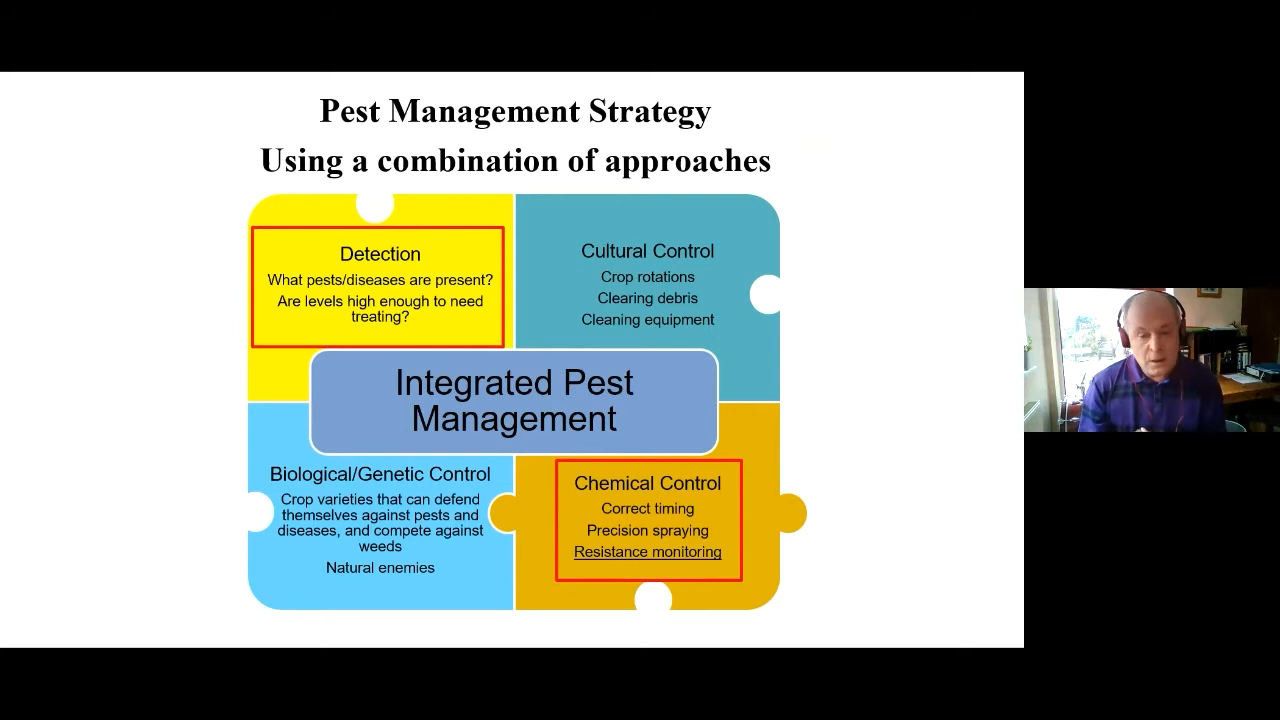 Pest Management Strategy
Using a combination of approaches
Detection
What pests/diseases are present?
Are levels high enough to need
treating?
Cultural Control
Crop rotations
Clearing debris
Cleaning equipment
Integrated Pest
Management
Biological/Genetic Control
Crop varieties that can defend
themselves against pests and
diseases, and compete against
weeds
Natural enemies
Chemical Control
Correct timing
Precision spraying
Resistance monitoring